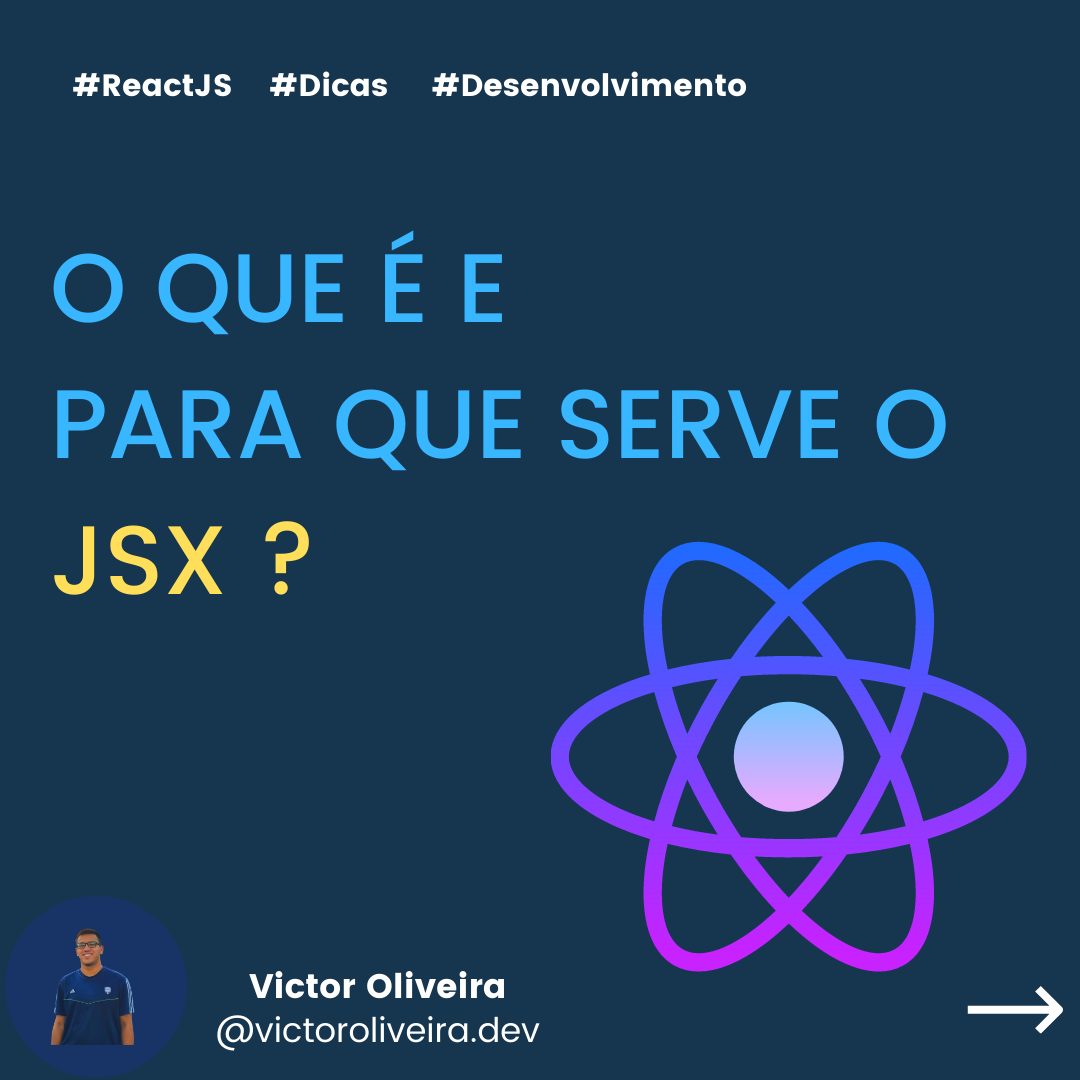 #ReactJS #Dicas #Desenvolvimento
O QUE É E
PARA QUE SERVE O
JSX ?
Victor Oliveira
@victoroliveira.dev